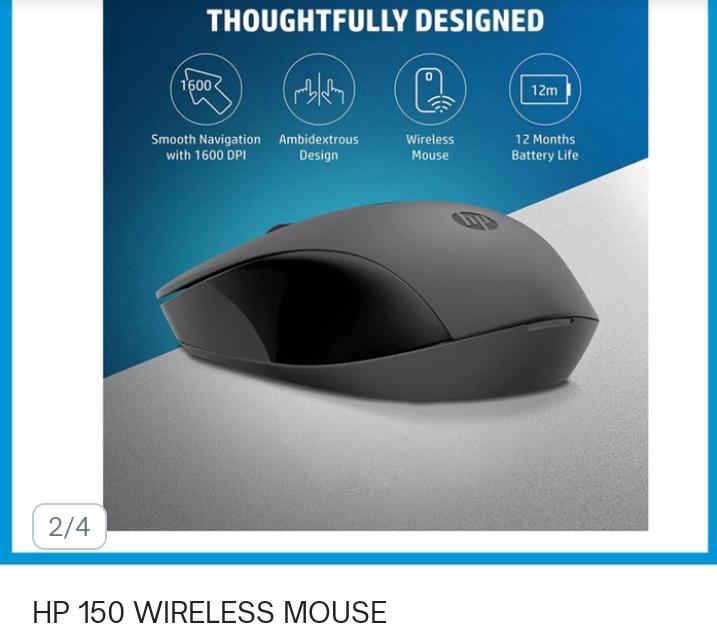 THOUGHTFULLY DESIGNED
1600
12m
Smooth Navigation
with 1600 DPI
Ambidextrous
Design
Wireless
Mouse
12 Months
Battery Life
hp
2/4
HP 150 WIRELESS MOUSE